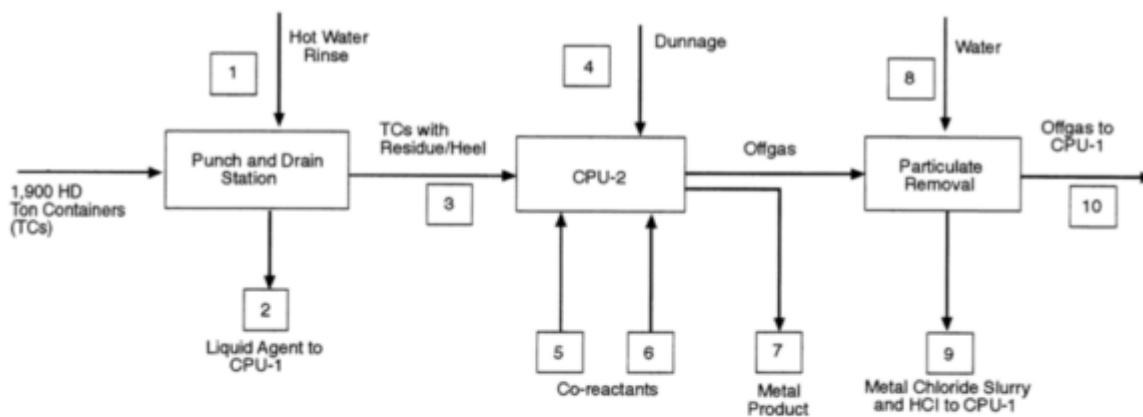 Hot Water
Rinse
1
Dunnage
4
Water
8
Punch and Drain
Station
TCs with
Residue/Heel
3
CPU-2
Offgas
Particulate
Removal
Offgas to
CPU-1
10
1,900 HD
Ton Containers
(TCs)
2
Liquid Agent to
CPU-1
5
6
Co-reactants
7
Metal
Product
9
Metal Chloride Slurry
and HCl to CPU-1